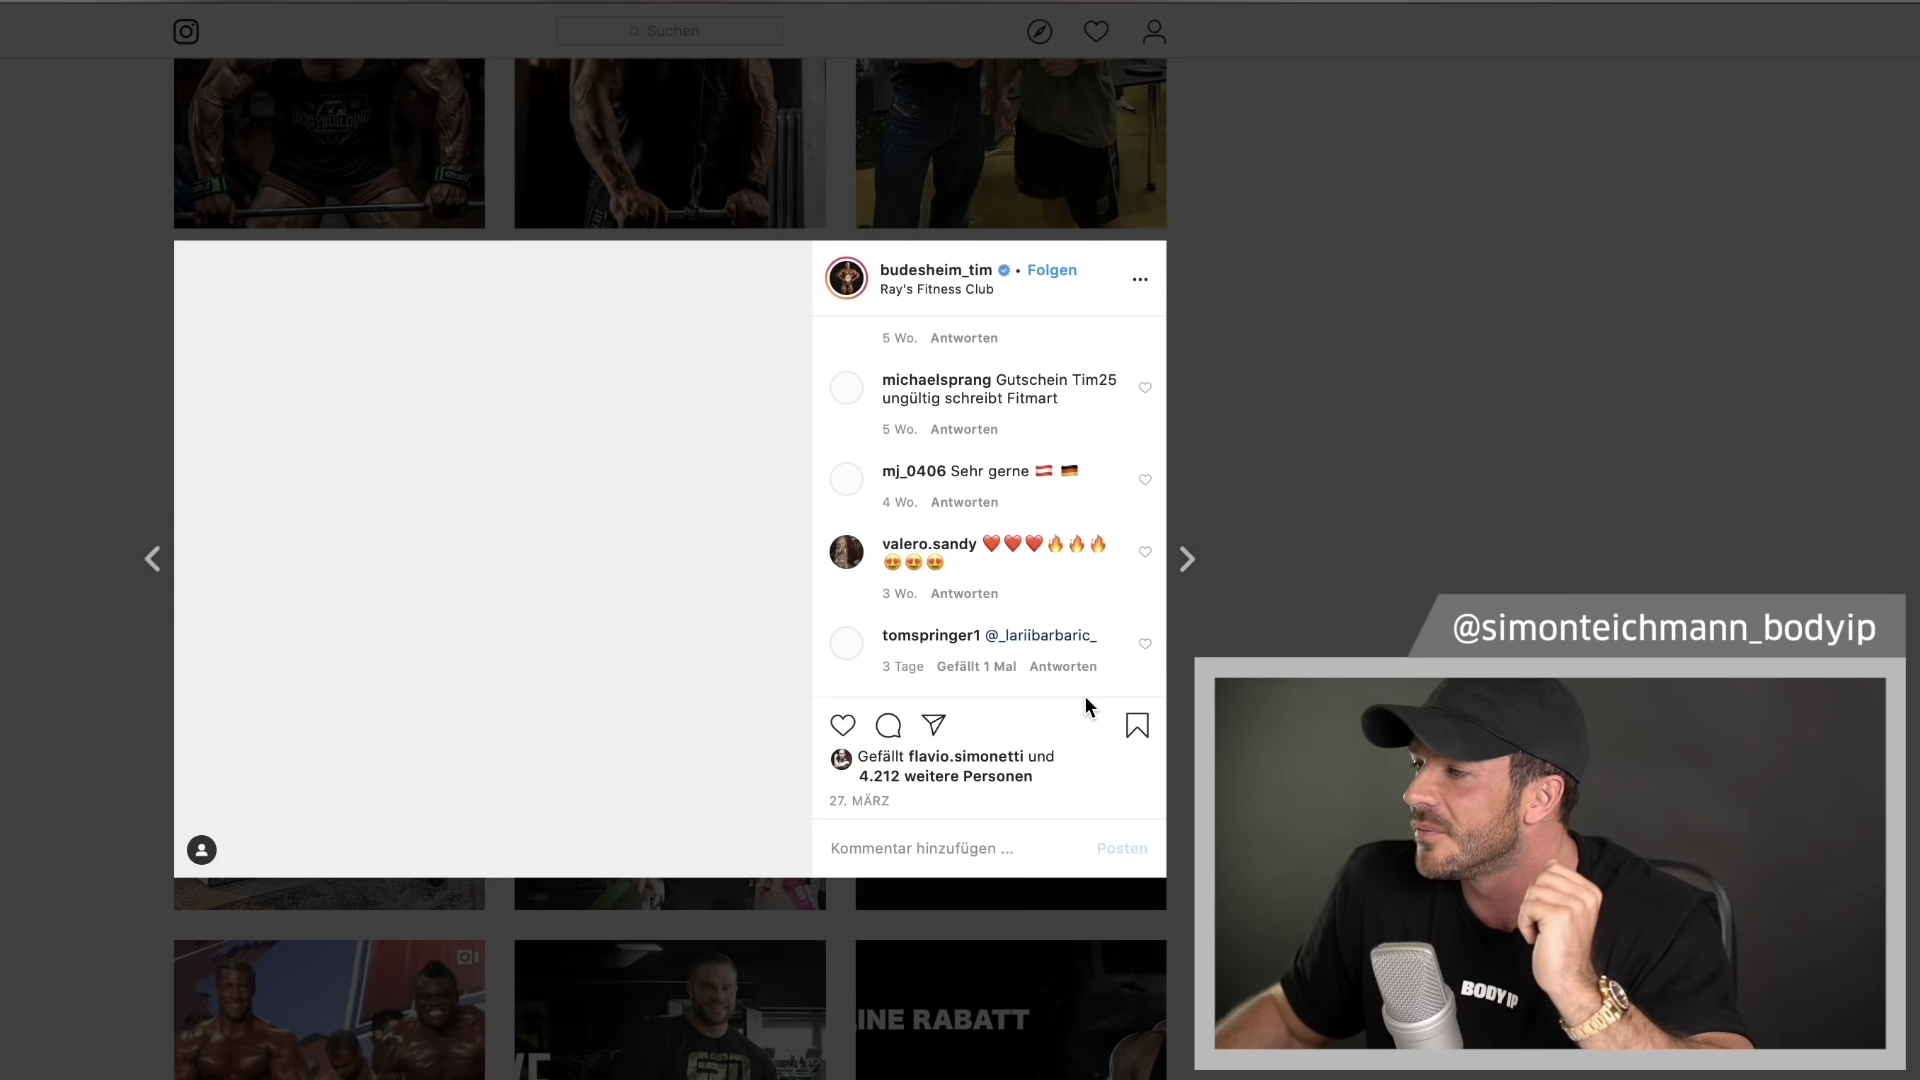 Suchen
BODYBUILDING
budesheim_tim • Folgen
Ray's Fitness Club
5 Wo. Antworten
michaelsprang Gutschein Tim25
ungültig schreibt Fitmart
5 Wo. Antworten
mj_0406 Sehr gerne 🇦🇹 🇩🇪
4 Wo. Antworten
valero.sandy ❤️❤️❤️🔥🔥🔥
😍😍😍
3 Wo. Antworten
tomspringer1 @_lariibarbaric_
3 Tage Gefällt 1 Mal Antworten
Gefällt flavio.simonetti und
4.212 weitere Personen
27. MÄRZ
Kommentar hinzufügen ... Posten
@simonteichmann_bodyip
BODY IP
INE RABATT